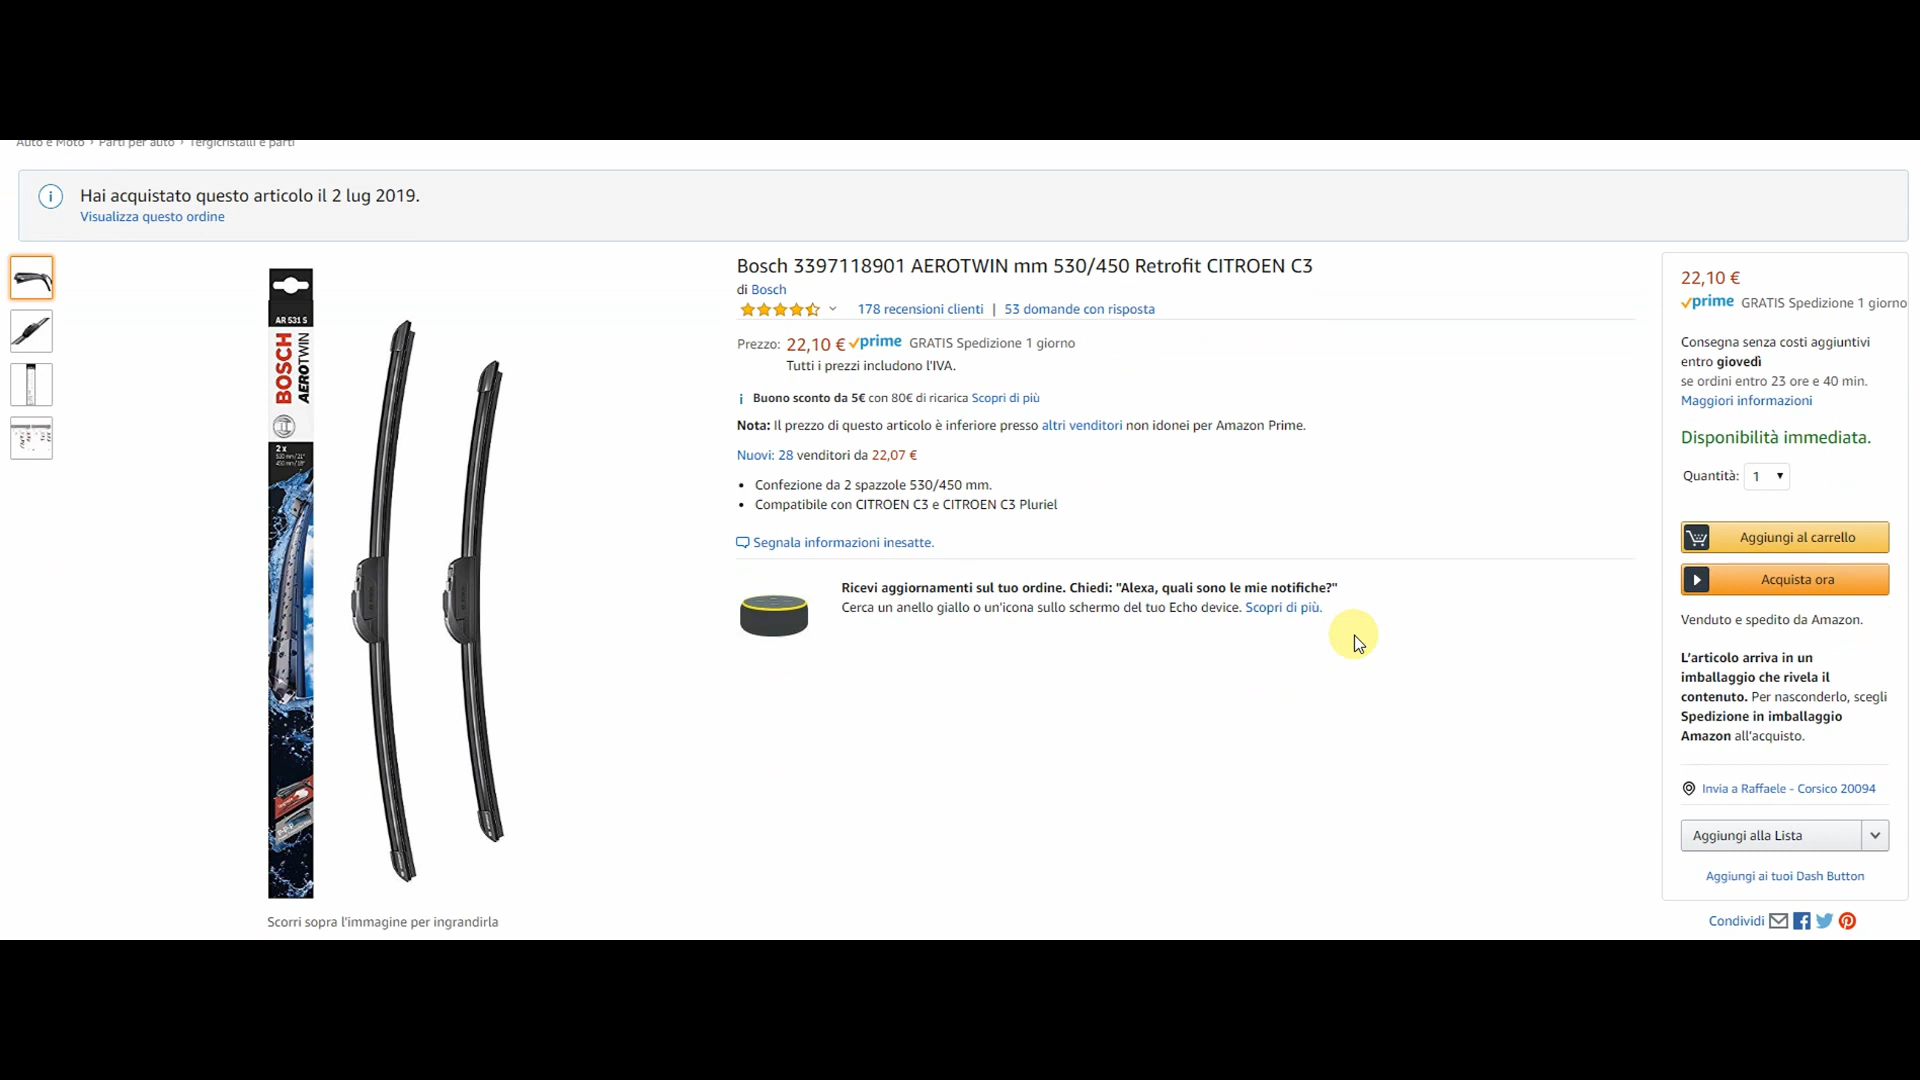 Auto e Moto › Parti per auto › Tergicristalli e parti
Hai acquistato questo articolo il 2 lug 2019.
Visualizza questo ordine
AR 531 S
BOSCH
AEROTWIN
2 x
Scorri sopra l'immagine per ingrandirla
Bosch 3397118901 AEROTWIN mm 530/450 Retrofit CITROEN C3
di Bosch
178 recensioni clienti | 53 domande con risposta
Prezzo: 22,10 € prime GRATIS Spedizione 1 giorno
Tutti i prezzi includono l'IVA.
Buono sconto da 5€ con 80€ di ricarica Scopri di più
Nota: Il prezzo di questo articolo è inferiore presso altri venditori non idonei per Amazon Prime.
Nuovi: 28 venditori da 22,07 €
• Confezione da 2 spazzole 530/450 mm.
• Compatibile con CITROEN C3 e CITROEN C3 Pluriel
Segnala informazioni inesatte.
Ricevi aggiornamenti sul tuo ordine. Chiedi: "Alexa, quali sono le mie notifiche?"
Cerca un anello giallo o un'icona sullo schermo del tuo Echo device. Scopri di più.
22,10 €
prime GRATIS Spedizione 1 giorno
Consegna senza costi aggiuntivi
entro giovedì
se ordini entro 23 ore e 40 min.
Maggiori informazioni
Disponibilità immediata.
Quantità: 1
Aggiungi al carrello
Acquista ora
Venduto e spedito da Amazon.
L'articolo arriva in un
imballaggio che rivela il
contenuto. Per nasconderlo, scegli
Spedizione in imballaggio
Amazon all'acquisto.
Invia a Raffaele - Corsico 20094
Aggiungi alla Lista
Aggiungi ai tuoi Dash Button
Condividi